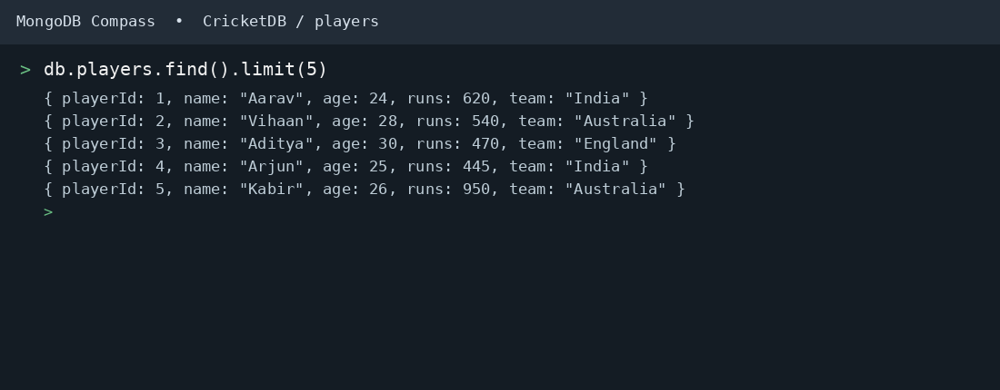 MongoDB Compass • CricketDB / players
> db.players.find().limit(5)
{ playerId: 1, name: "Aarav", age: 24, runs: 620, team: "India" }
{ playerId: 2, name: "Vihaan", age: 28, runs: 540, team: "Australia" }
{ playerId: 3, name: "Aditya", age: 30, runs: 470, team: "England" }
{ playerId: 4, name: "Arjun", age: 25, runs: 445, team: "India" }
{ playerId: 5, name: "Kabir", age: 26, runs: 950, team: "Australia" }
>